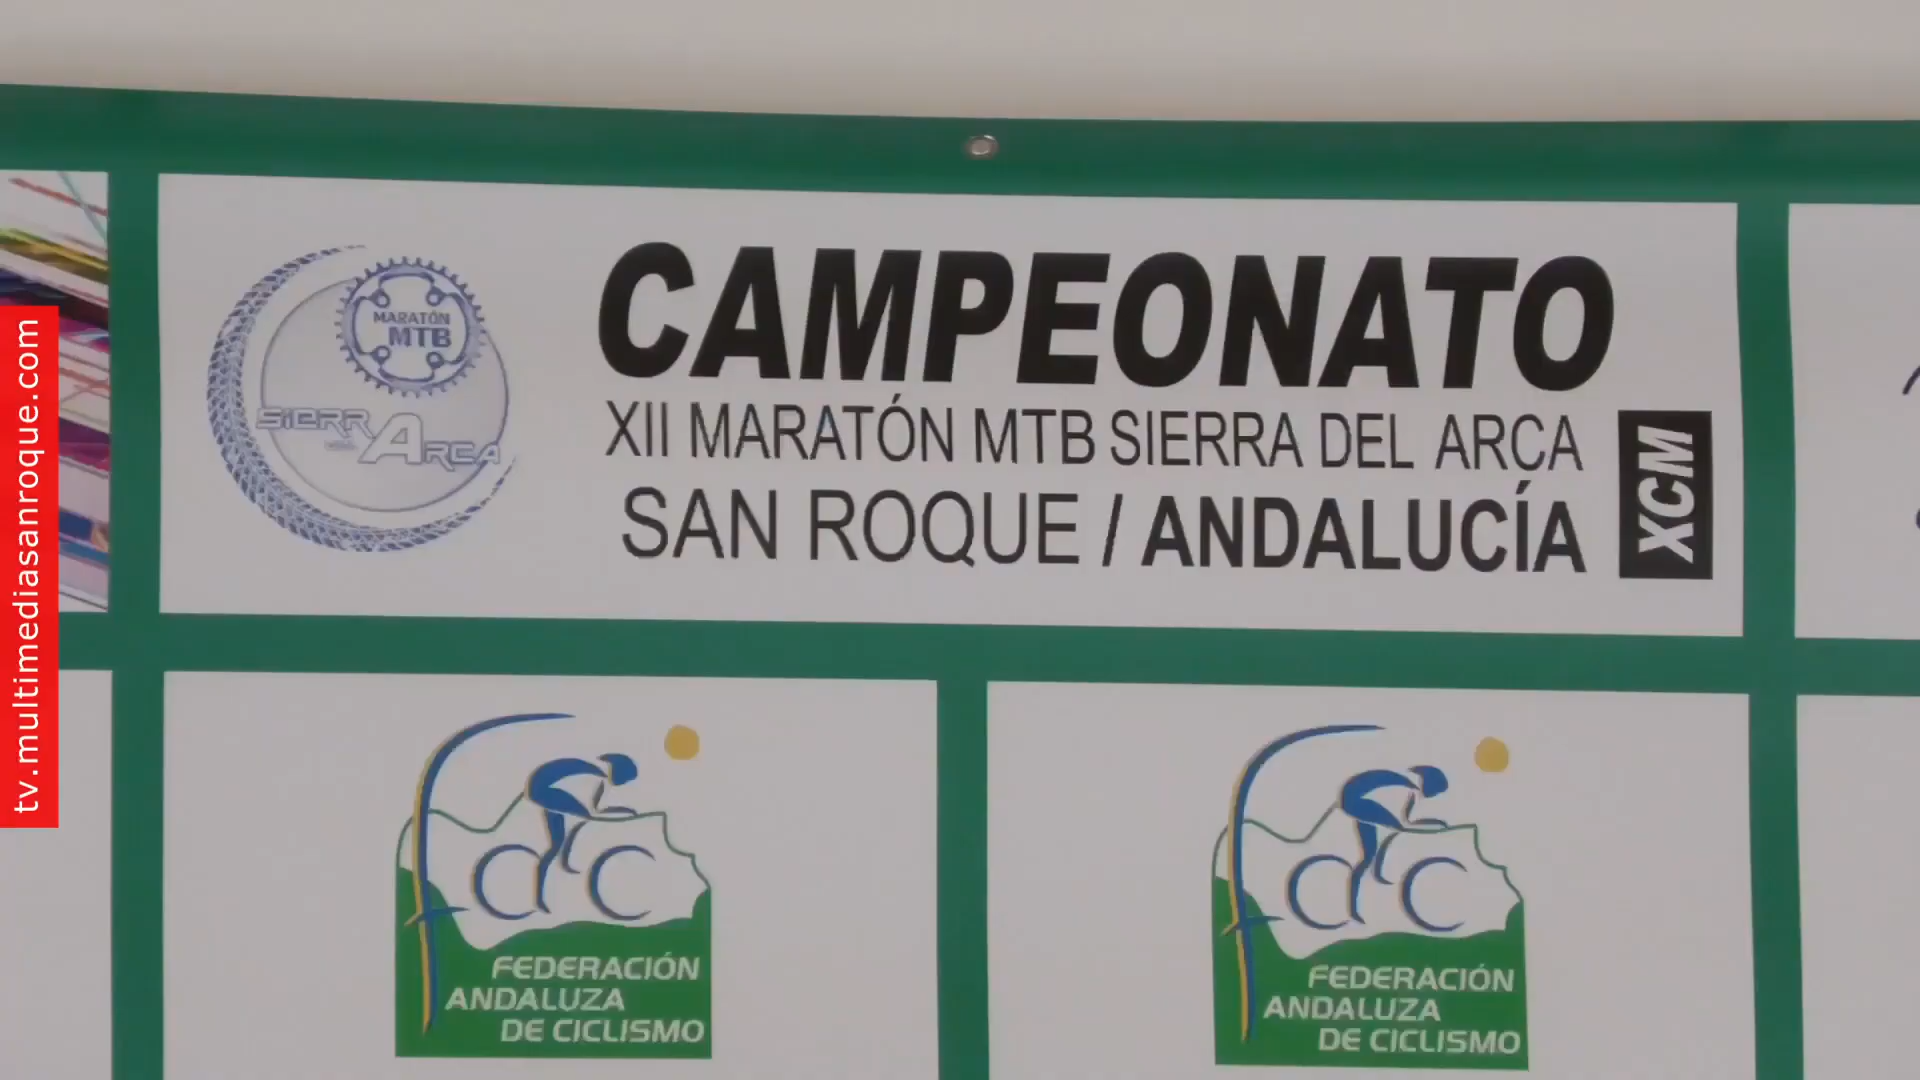 tv.multimediasanroque.com
MARATÓN
MTB
SIERRA
ARCA
CAMPEONATO
XII MARATÓN MTB SIERRA DEL ARCA
SAN ROQUE / ANDALUCÍA
XCM
FEDERACIÓN
ANDALUZA
DE CICLISMO
FEDERACIÓN
ANDALUZA
DE CICLISMO